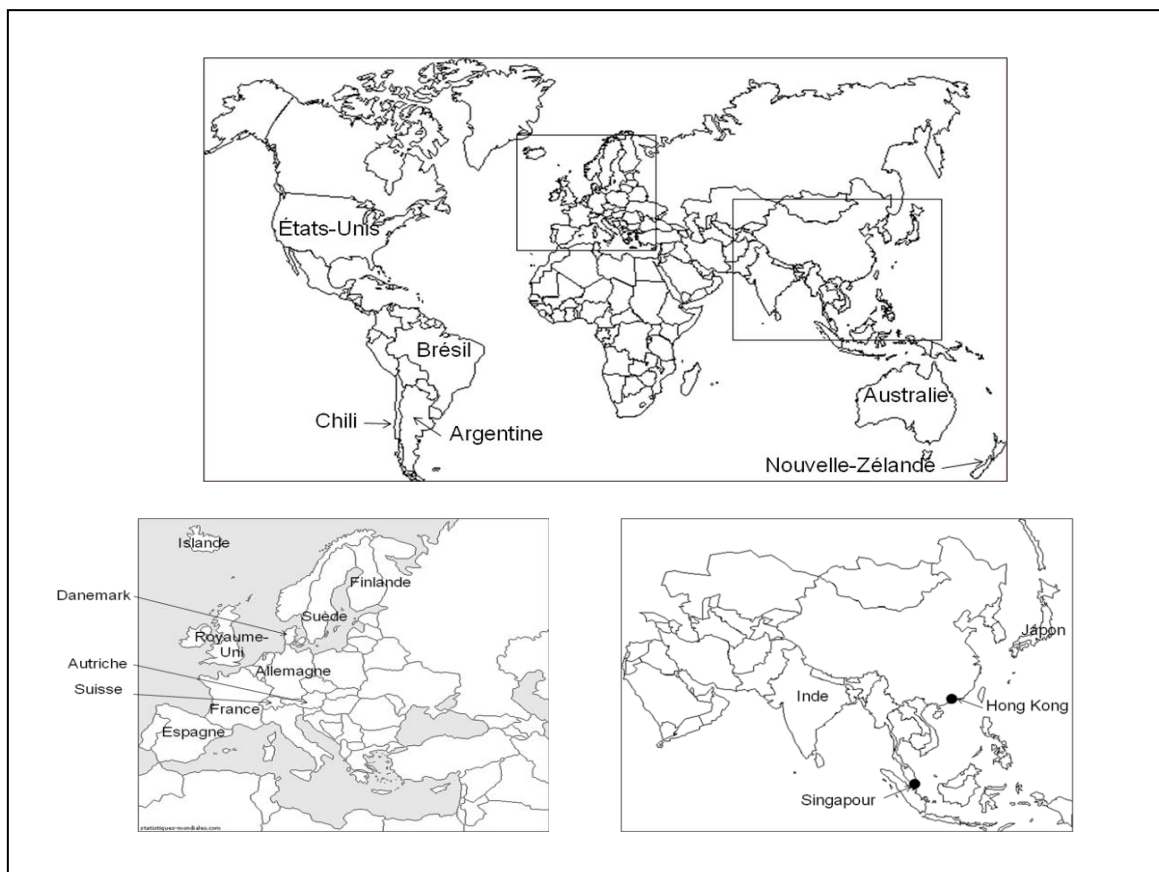 États-Unis
Brésil
Chili
Argentine
Australie
Nouvelle-Zélande
Islande
Finlande
Danemark
Suède
Royaume-
Uni
Allemagne
Autriche
Suisse
France
Espagne
statistiques-mondiales.com
Japon
Inde
Hong Kong
Singapour